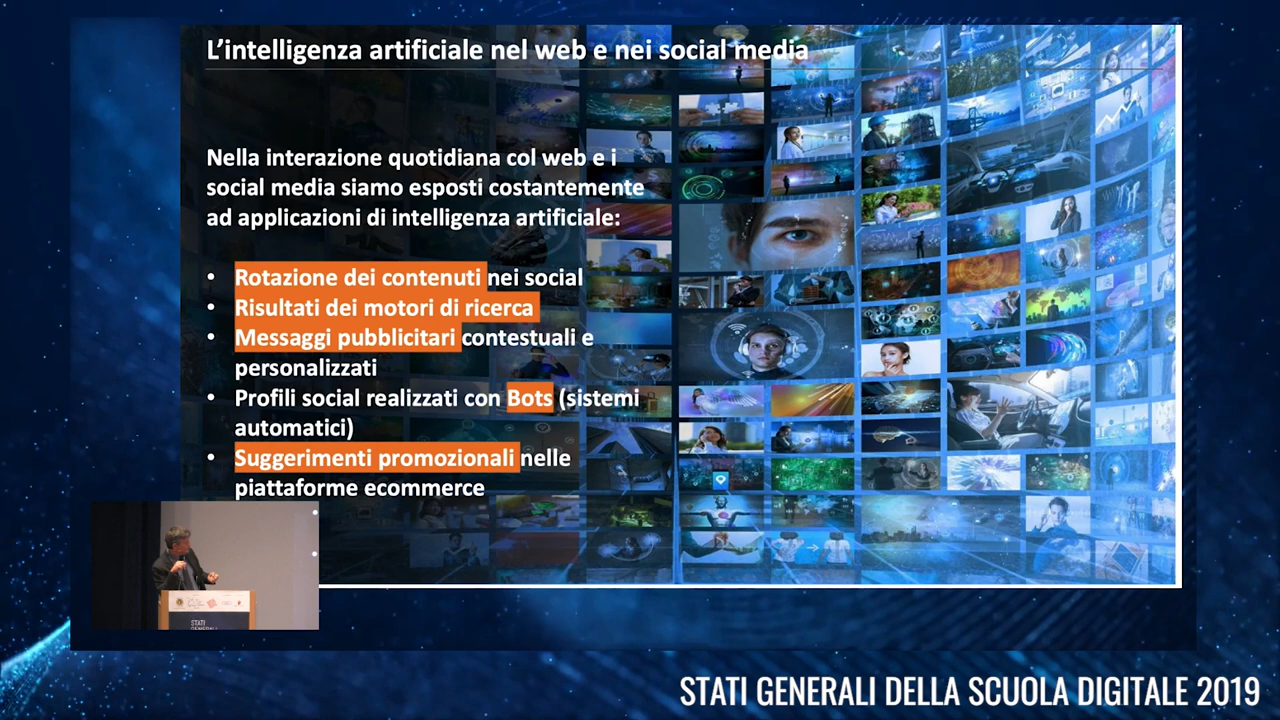 L'intelligenza artificiale nel web e nei social media
Nella interazione quotidiana col web e i
social media siamo esposti costantemente
ad applicazioni di intelligenza artificiale:
• Rotazione dei contenuti nei social
• Risultati dei motori di ricerca
• Messaggi pubblicitari contestuali e
personalizzati
• Profili social realizzati con Bots (sistemi
automatici)
• Suggerimenti promozionali nelle
piattaforme ecommerce
STATI
GENERALI
STATI GENERALI DELLA SCUOLA DIGITALE 2019